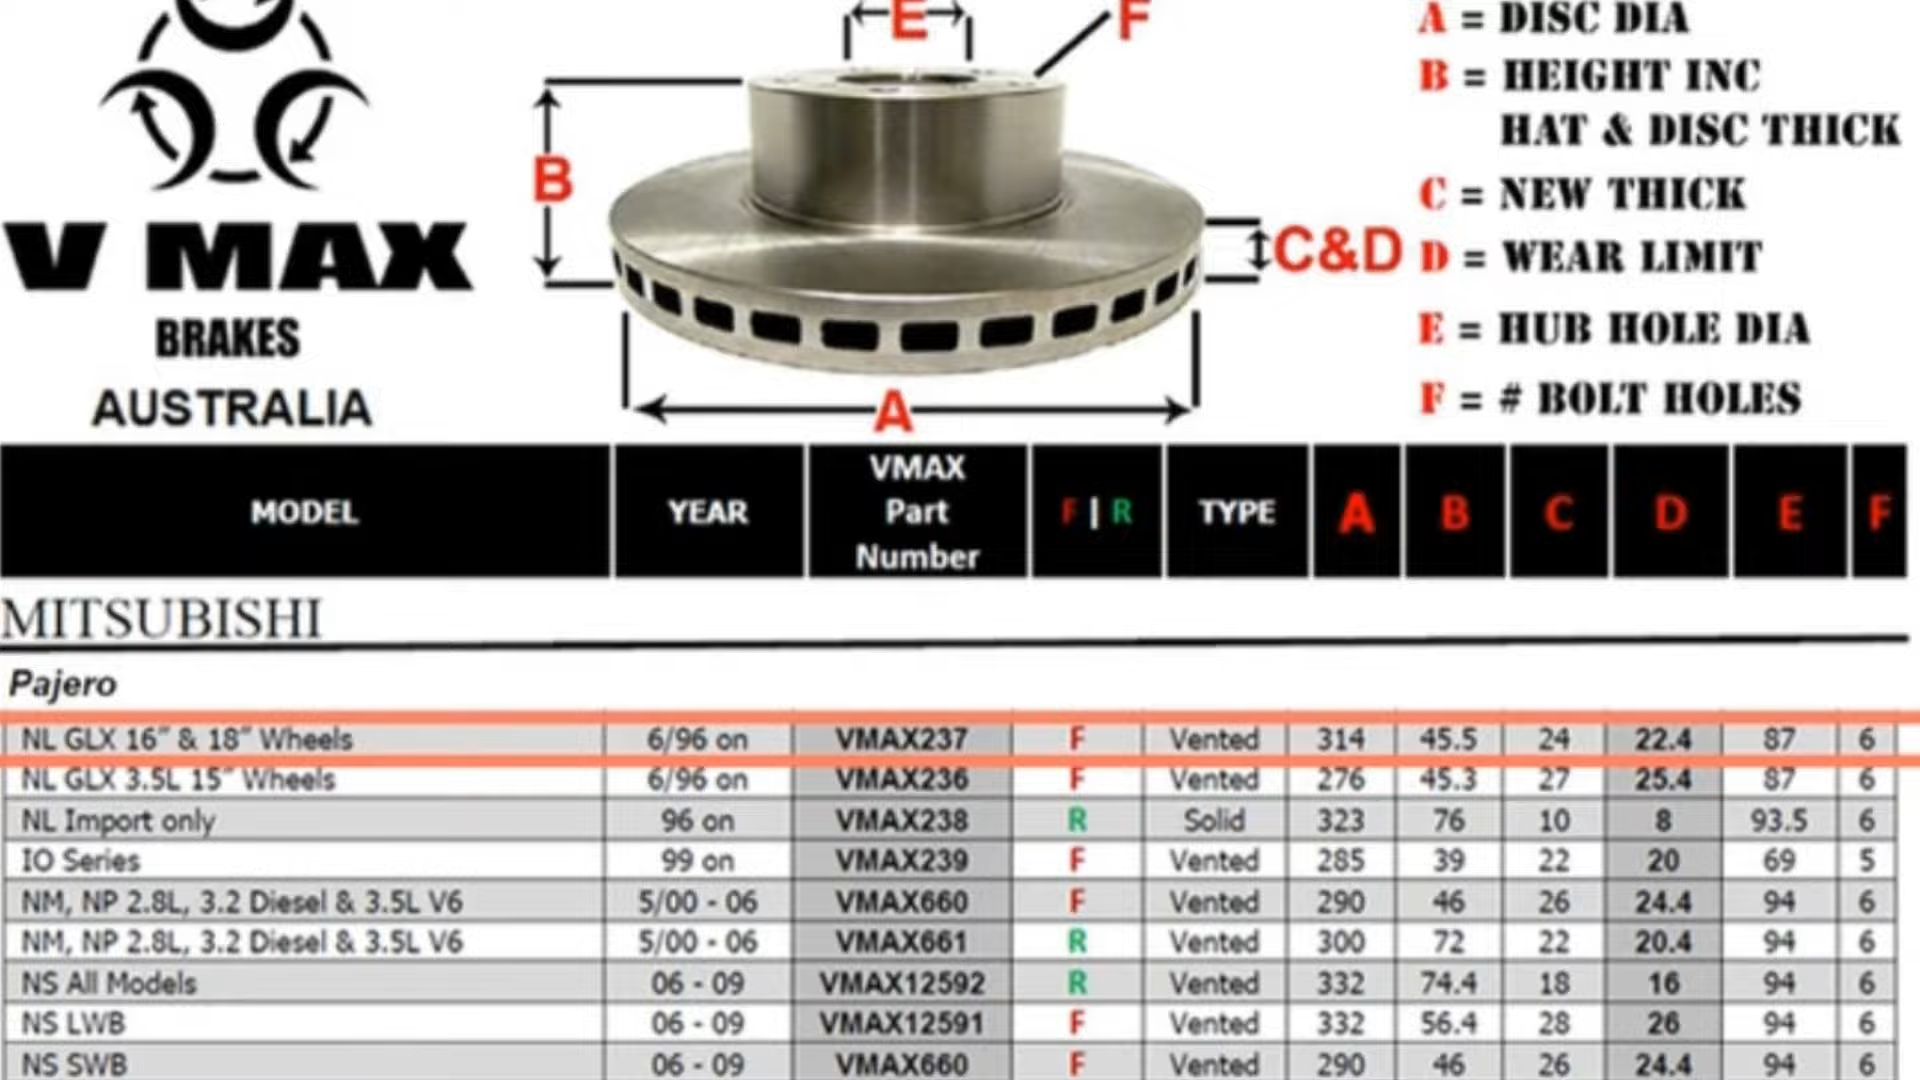 E
F
B
C&D
A
A = DISC DIA
B = HEIGHT INC
HAT & DISC THICK
C = NEW THICK
D = WEAR LIMIT
E = HUB HOLE DIA
F = # BOLT HOLES
V MAX
BRAKES
AUSTRALIA
MODEL YEAR VMAX Part Number F | R TYPE A B C D E F
MITSUBISHI
Pajero
NL GLX 16" & 18" Wheels 6/96 on VMAX237 F Vented 314 45.5 24 22.4 87 6
NL GLX 3.5L 15" Wheels 6/96 on VMAX236 F Vented 276 45.3 27 25.4 87 6
NL Import only 96 on VMAX238 R Solid 323 76 10 8 93.5 6
IO Series 99 on VMAX239 F Vented 285 39 22 20 69 5
NM, NP 2.8L, 3.2 Diesel & 3.5L V6 5/00 - 06 VMAX660 F Vented 290 46 26 24.4 94 6
NM, NP 2.8L, 3.2 Diesel & 3.5L V6 5/00 - 06 VMAX661 R Vented 300 72 22 20.4 94 6
NS All Models 06 - 09 VMAX12592 R Vented 332 74.4 18 16 94 6
NS LWB 06 - 09 VMAX12591 F Vented 332 56.4 28 26 94 6
NS SWB 06 - 09 VMAX660 F Vented 290 46 26 24.4 94 6